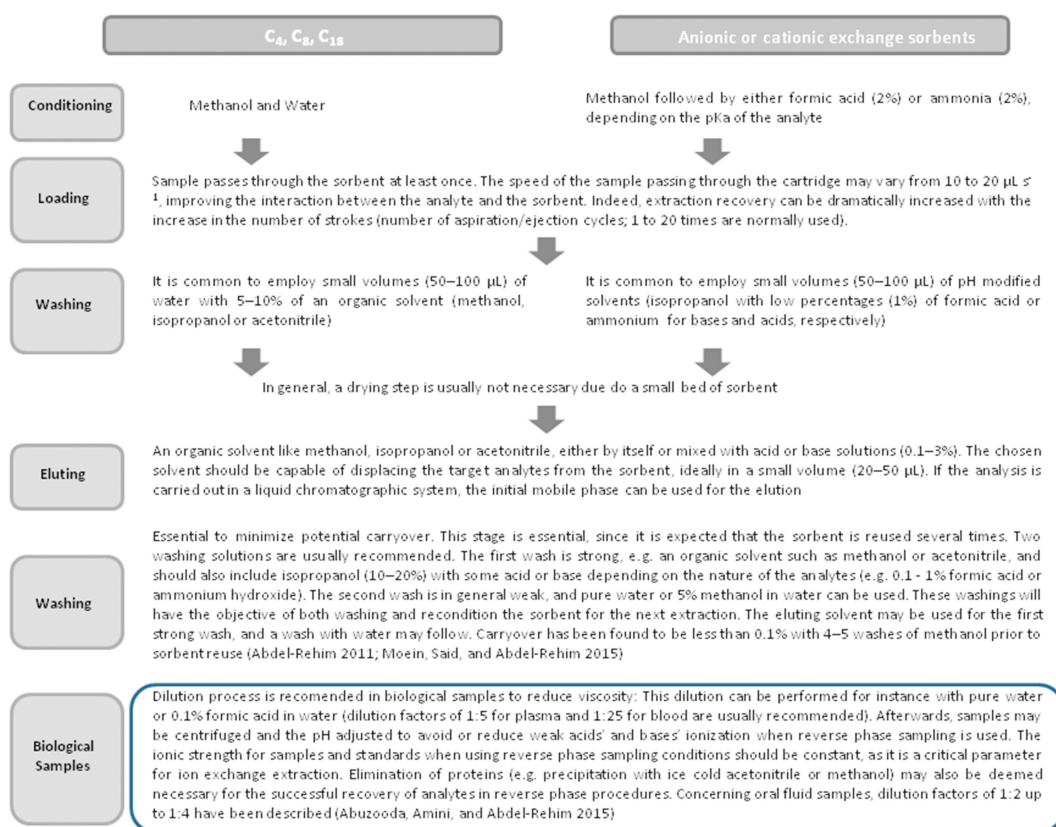 C4, C8, C18
Anionic or cationic exchange sorbents
Conditioning
Methanol and Water
Methanol followed by either formic acid (2%) or ammonia (2%),
depending on the pKa of the analyte
Loading
Sample passes through the sorbent at least once. The speed of the sample passing through the cartridge may vary from 10 to 20 µL s-
1, improving the interaction between the analyte and the sorbent. Indeed, extraction recovery can be dramatically increased with the
increase in the number of strokes (number of aspiration/ejection cycles; 1 to 20 times are normally used).
Washing
It is common to employ small volumes (50–100 µL) of
water with 5–10% of an organic solvent (methanol,
isopropanol or acetonitrile)
It is common to employ small volumes (50–100 µL) of pH modified
solvents (isopropanol with low percentages (1%) of formic acid or
ammonium for bases and acids, respectively)
In general, a drying step is usually not necessary due do a small bed of sorbent
Eluting
An organic solvent like methanol, isopropanol or acetonitrile, either by itself or mixed with acid or base solutions (0.1–3%). The chosen
solvent should be capable of displacing the target analytes from the sorbent, ideally in a small volume (20–50 µL). If the analysis is
carried out in a liquid chromatographic system, the initial mobile phase can be used for the elution
Washing
Essential to minimize potential carryover. This stage is essential, since it is expected that the sorbent is reused several times. Two
washing solutions are usually recommended. The first wash is strong, e.g. an organic solvent such as methanol or acetonitrile, and
should also include isopropanol (10–20%) with some acid or base depending on the nature of the analytes (e.g. 0.1 - 1% formic acid or
ammonium hydroxide). The second wash is in general weak, and pure water or 5% methanol in water can be used. These washings will
have the objective of both washing and recondition the sorbent for the next extraction. The eluting solvent may be used for the first
strong wash, and a wash with water may follow. Carryover has been found to be less than 0.1% with 4–5 washes of methanol prior to
sorbent reuse (Abdel-Rehim 2011; Moein, Said, and Abdel-Rehim 2015)
Biological
Samples
Dilution process is recomended in biological samples to reduce viscosity: This dilution can be performed for instance with pure water
or 0.1% formic acid in water (dilution factors of 1:5 for plasma and 1:25 for blood are usually recommended). Afterwards, samples may
be centrifuged and the pH adjusted to avoid or reduce weak acids' and bases' ionization when reverse phase sampling is used. The
ionic strength for samples and standards when using reverse phase sampling conditions should be constant, as it is a critical parameter
for ion exchange extraction. Elimination of proteins (e.g. precipitation with ice cold acetonitrile or methanol) may also be deemed
necessary for the successful recovery of analytes in reverse phase procedures. Concerning oral fluid samples, dilution factors of 1:2 up
to 1:4 have been described (Abuzooda, Amini, and Abdel-Rehim 2015)